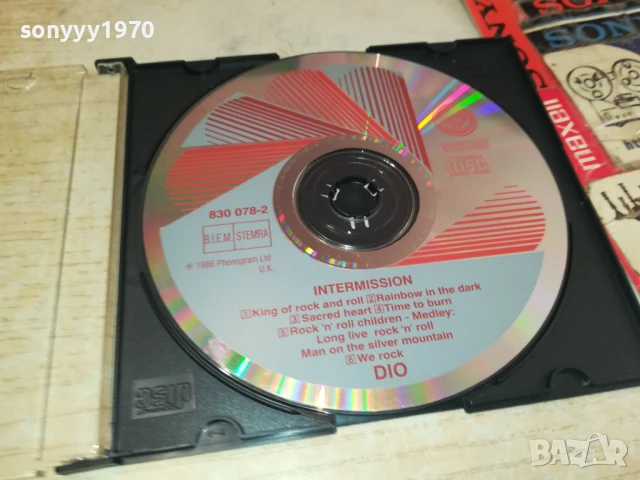 sonyyy1970
SON
SONY
maxell
830 078-2
B.I.E.M. STEMRA
℗ 1986 Phonogram Ltd.
U.K.
INTERMISSION
1 King of rock and roll 2 Rainbow in the dark
3 Sacred heart 4 Time to burn
5 Rock 'n' roll children - Medley:
Long live rock 'n' roll
Man on the silver mountain
6 We rock
DIO
BAZAR